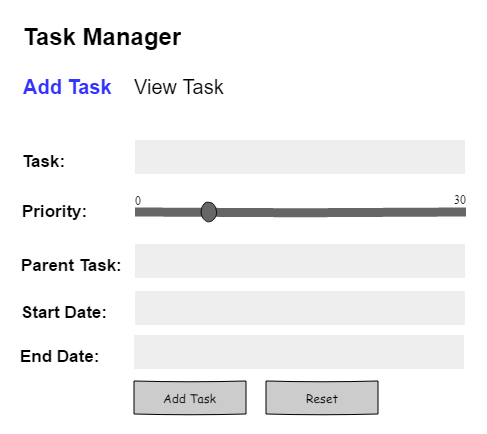 Task Manager
Add Task View Task
Task:
0 30
Priority:
Parent Task:
Start Date:
End Date:
Add Task Reset